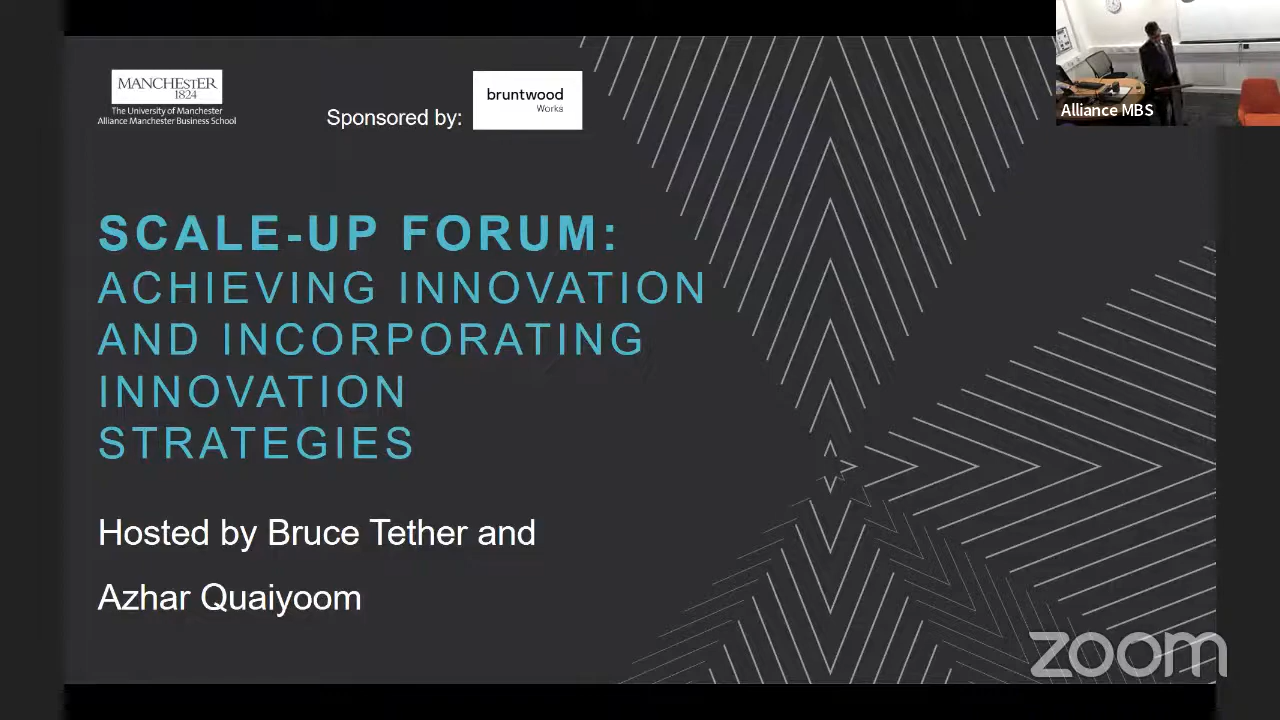 MANCHESTER
1824
The University of Manchester
Alliance Manchester Business School
Sponsored by:
bruntwood
Works
Alliance MBS
SCALE-UP FORUM:
ACHIEVING INNOVATION
AND INCORPORATING
INNOVATION
STRATEGIES
Hosted by Bruce Tether and
Azhar Quaiyoom
zoom